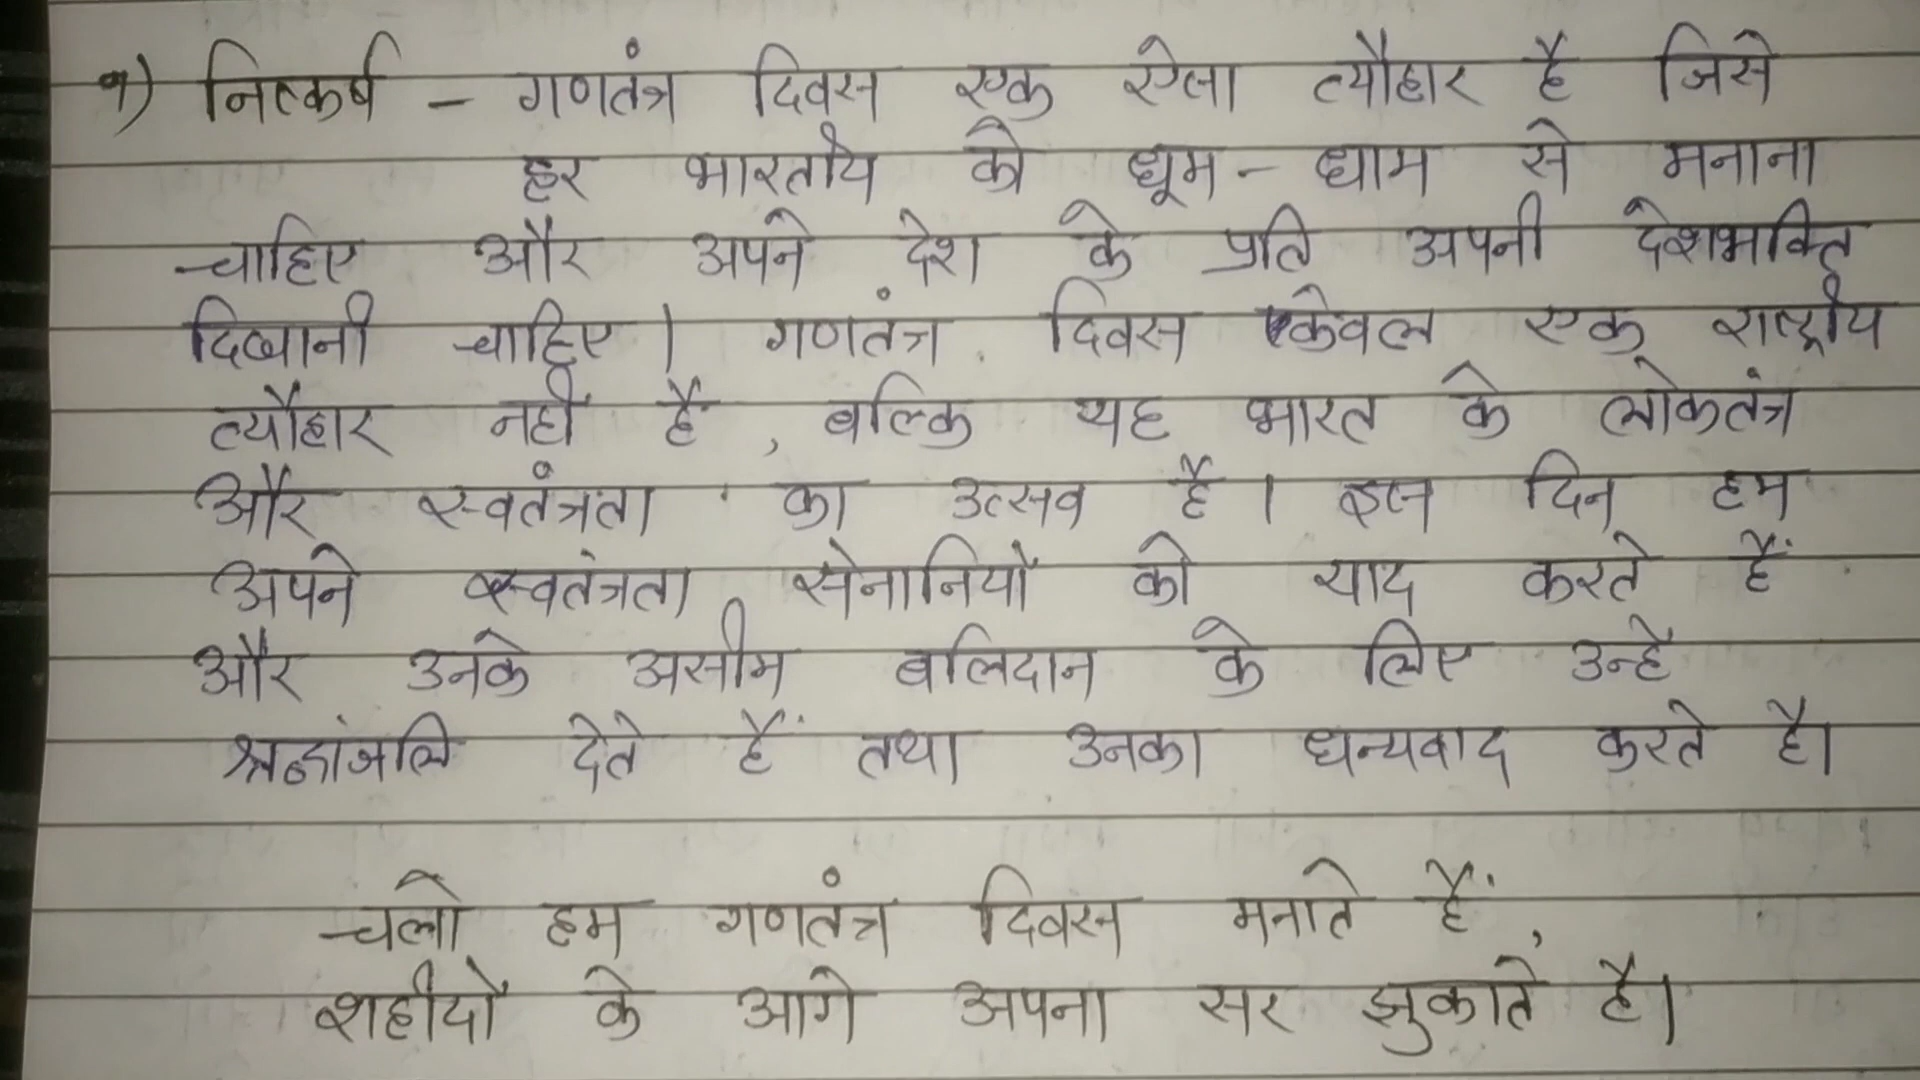 १) निष्कर्ष - गणतंत्र दिवस एक ऐसा त्यौहार है जिसे
हर भारतीय को धूम - धाम से मनाना
चाहिए और अपने देश के प्रति अपनी देशभक्ति
दिखानी चाहिए। गणतंत्र दिवस केवल एक राष्ट्रीय
त्यौहार नहीं है, बल्कि यह भारत के लोकतंत्र
और स्वतंत्रता का उत्सव है। इस दिन हम
अपने स्वतंत्रता सेनानियों को याद करते हैं
और उनके असीम बलिदान के लिए उन्हें
श्रद्धांजलि देते हैं तथा उनका धन्यवाद करते है।
चलो हम गणतंत्र दिवस मनाते हैं,
शहीदों के आगे अपना सर झुकाते है।